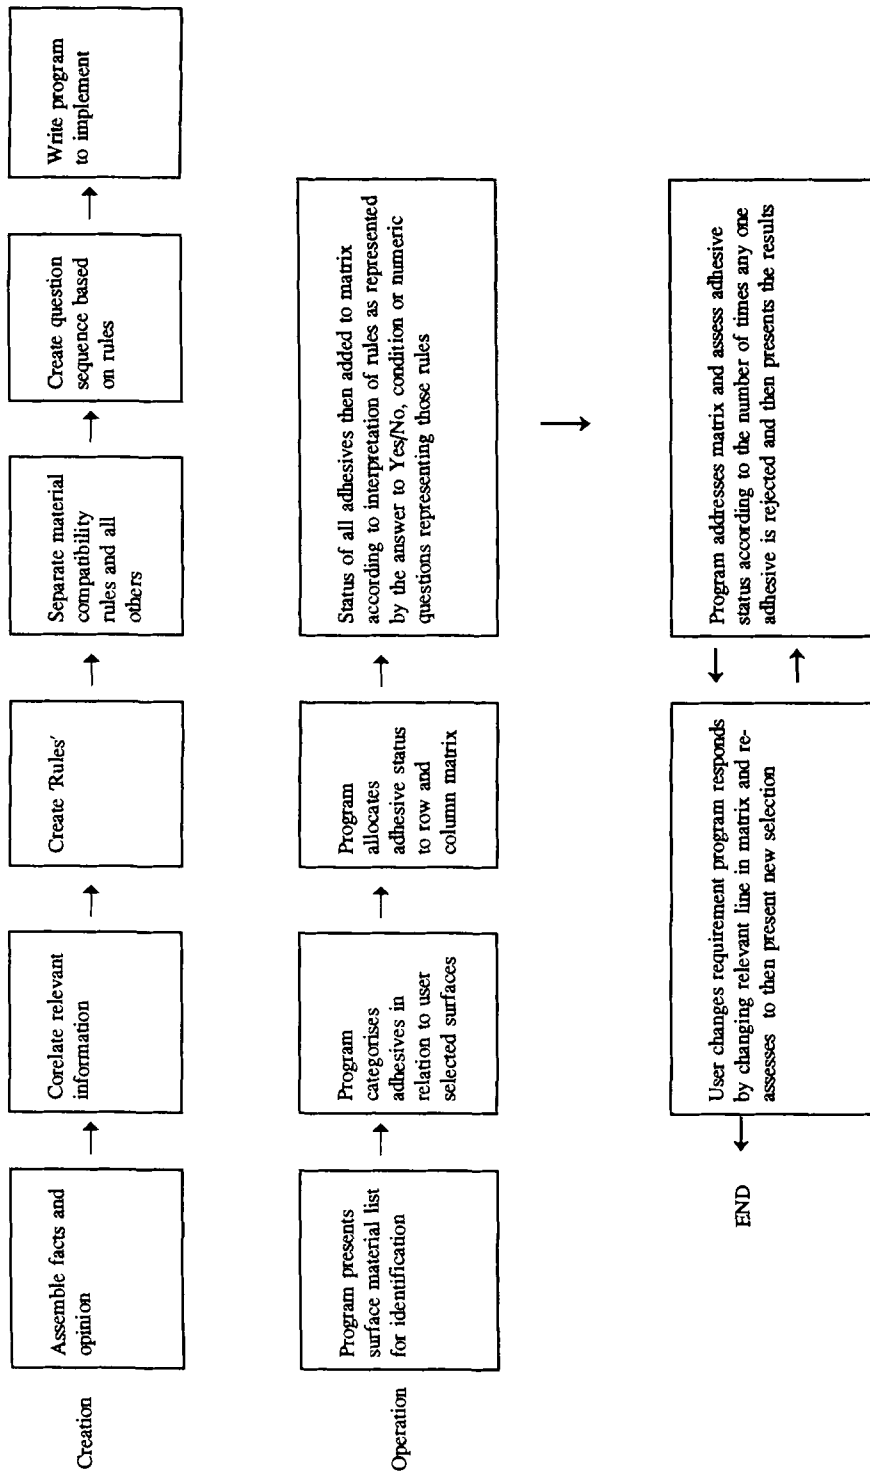 Creation
Assemble facts and
opinion
Corelate relevant
information
Create 'Rules'
Separate material
compatibility
rules and all
others
Create question
sequence based
on rules
Write program
to implement
Operation
Program presents
surface material list
for identification
Program
categorises
adhesives in
relation to user
selected surfaces
Program
allocates
adhesive status
to row and
column matrix
Status of all adhesives then added to matrix
according to interpretation of rules as represented
by the answer to Yes/No, condition or numeric
questions representing those rules
END
User changes requirement program responds
by changing relevant line in matrix and re-
assesses to then present new selection
Program addresses matrix and assess adhesive
status according to the number of times any one
adhesive is rejected and then presents the results